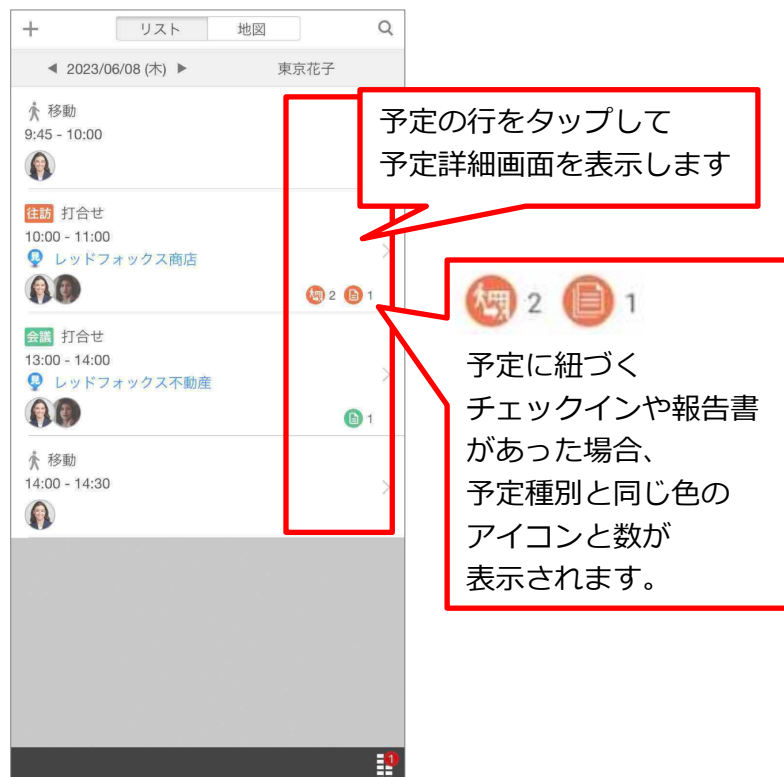 リスト 地図
2023/06/08 (木) 東京花子
移動
9:45 - 10:00
往訪 打合せ
10:00 - 11:00
見 レッドフォックス商店
2 1
会議 打合せ
13:00 - 14:00
見 レッドフォックス不動産
1
移動
14:00 - 14:30
1
予定の行をタップして
予定詳細画面を表示します
2 1
予定に紐づく
チェックインや報告書
があった場合、
予定種別と同じ色の
アイコンと数が
表示されます。